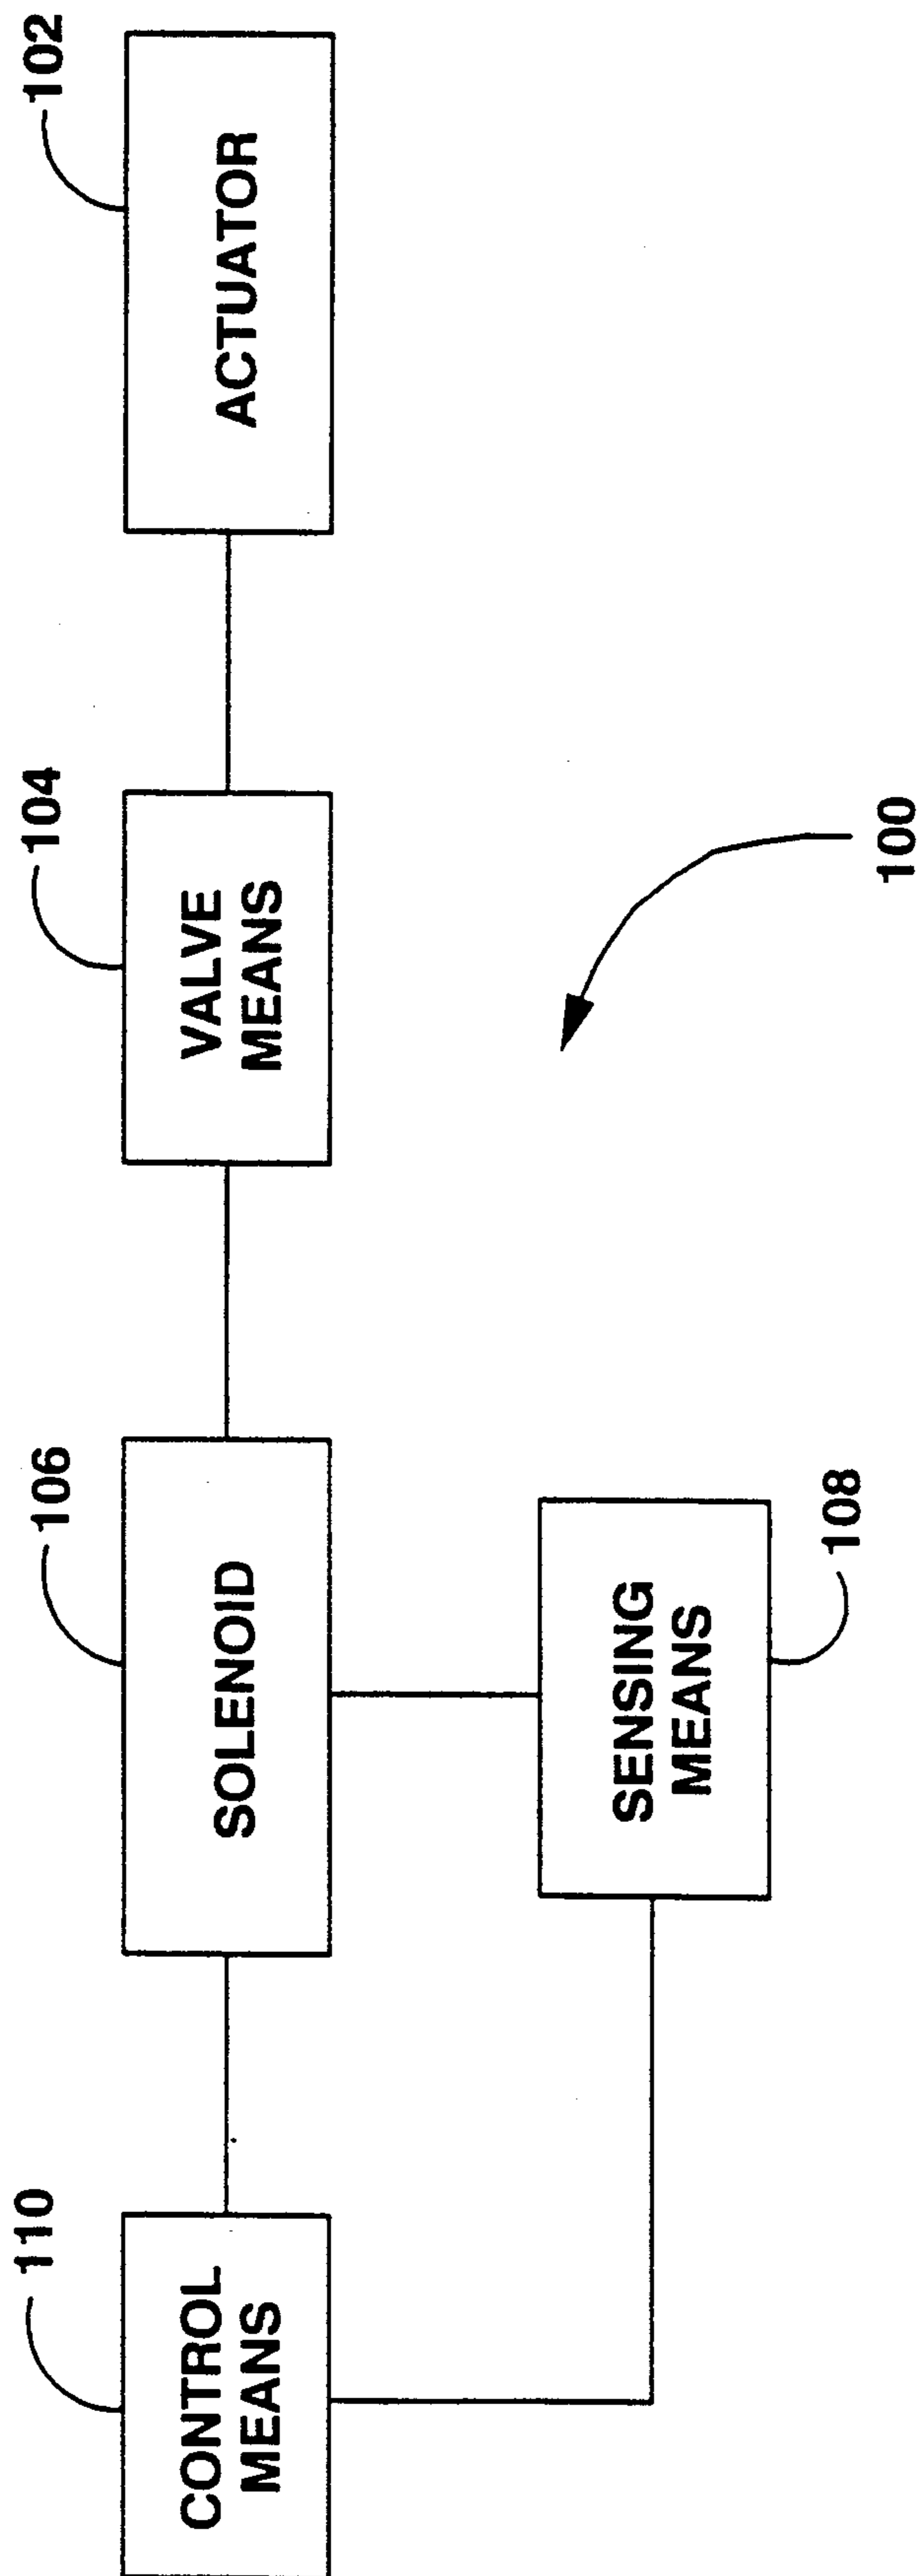 110
CONTROL
MEANS
106
SOLENOID
104
VALVE
MEANS
102
ACTUATOR
108
SENSING
MEANS
100